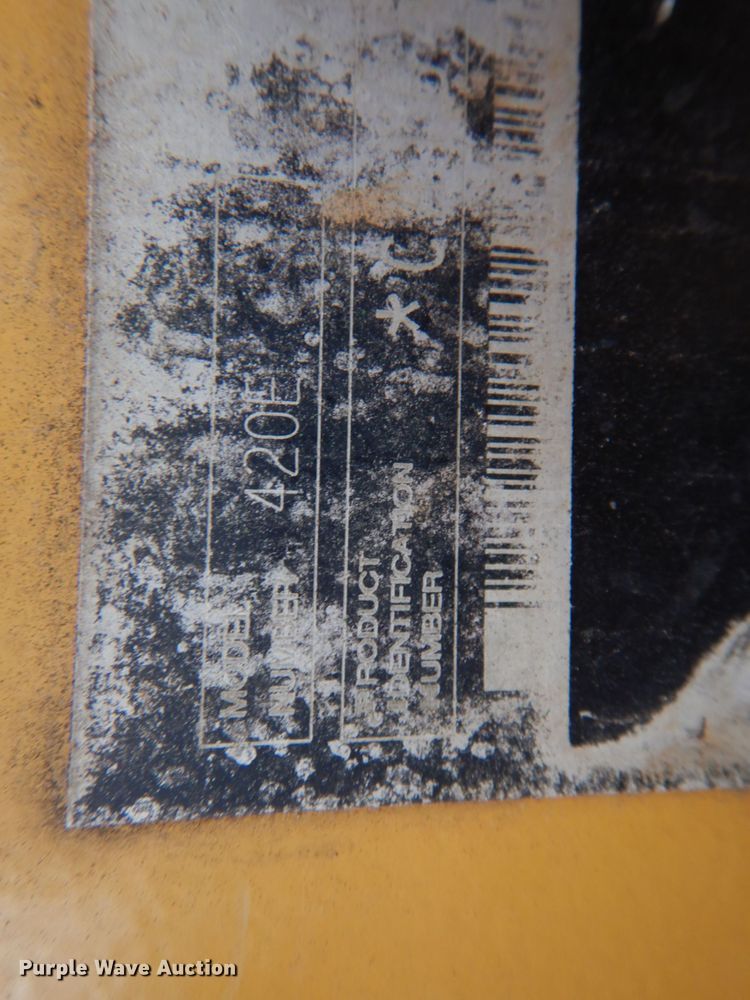 MODEL
NUMBER
420E
PRODUCT
IDENTIFICATION
NUMBER
*C
Purple Wave Auction